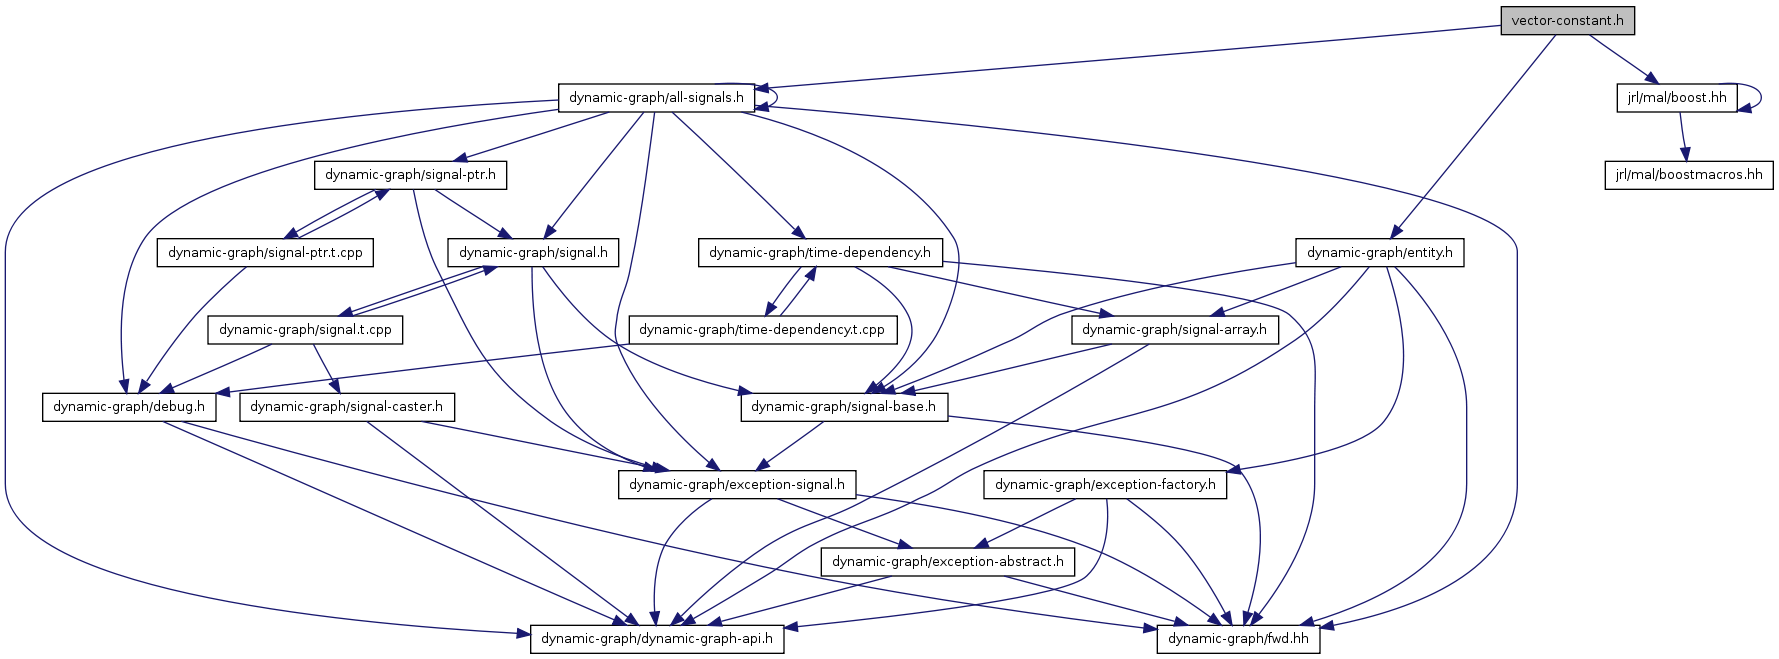 vector-constant.h
dynamic-graph/all-signals.h
jrl/mal/boost.hh
dynamic-graph/signal-ptr.h
jrl/mal/boostmacros.hh
dynamic-graph/signal-ptr.t.cpp
dynamic-graph/signal.h
dynamic-graph/time-dependency.h
dynamic-graph/entity.h
dynamic-graph/signal.t.cpp
dynamic-graph/time-dependency.t.cpp
dynamic-graph/signal-array.h
dynamic-graph/debug.h
dynamic-graph/signal-caster.h
dynamic-graph/signal-base.h
dynamic-graph/exception-signal.h
dynamic-graph/exception-factory.h
dynamic-graph/exception-abstract.h
dynamic-graph/dynamic-graph-api.h
dynamic-graph/fwd.hh